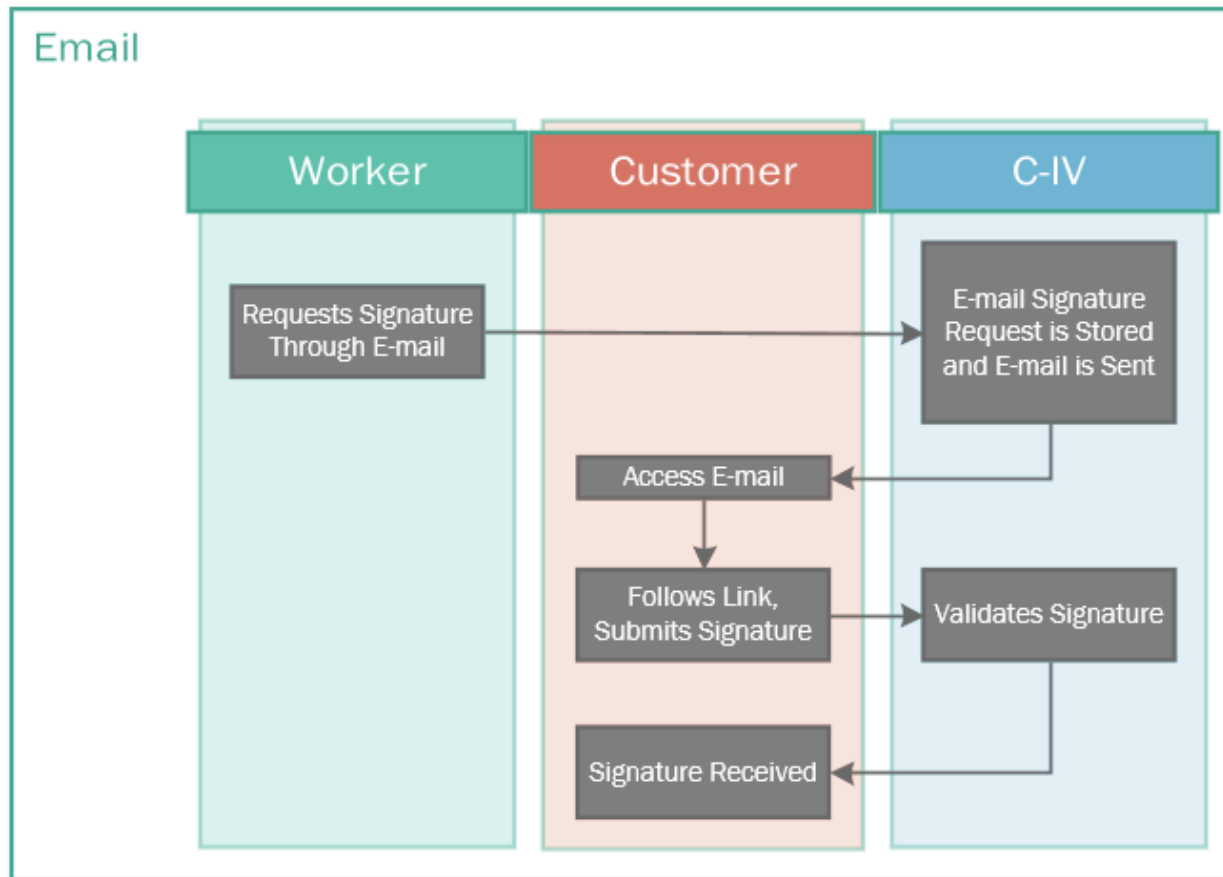 Email
Worker
Customer
C-IV
Requests Signature
Through E-mail
E-mail Signature
Request is Stored
and E-mail is Sent
Access E-mail
Follows Link,
Submits Signature
Validates Signature
Signature Received